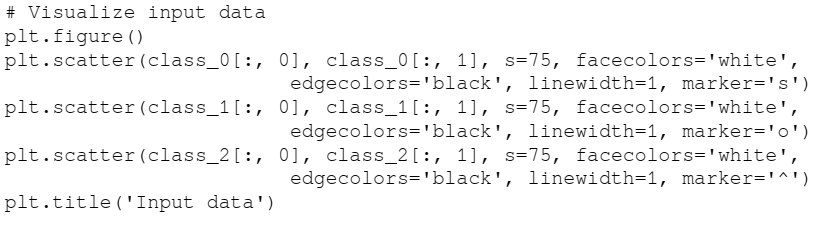 # Visualize input data
plt.figure()
plt.scatter(class_0[:, 0], class_0[:, 1], s=75, facecolors='white',
                        edgecolors='black', linewidth=1, marker='s')
plt.scatter(class_1[:, 0], class_1[:, 1], s=75, facecolors='white',
                        edgecolors='black', linewidth=1, marker='o')
plt.scatter(class_2[:, 0], class_2[:, 1], s=75, facecolors='white',
                        edgecolors='black', linewidth=1, marker='^')
plt.title('Input data')